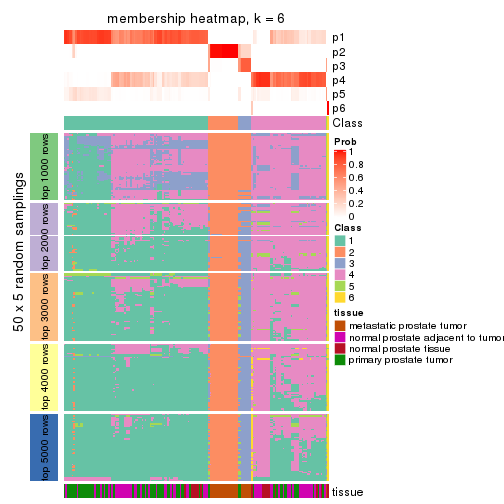 membership heatmap, k = 6
p1
p2
p3
p4
p5
p6
Class
50 x 5 random samplings
top 1000 rows
top 2000 rows
top 3000 rows
top 4000 rows
top 5000 rows
Prob
1
0.8
0.6
0.4
0.2
0
Class
1
2
3
4
5
6
tissue
metastatic prostate tumor
normal prostate adjacent to tumor
normal prostate tissue
primary prostate tumor
tissue